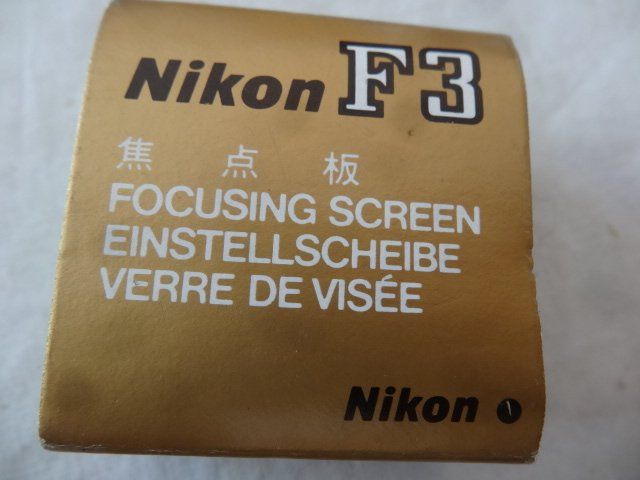 Nikon F3
焦点板
FOCUSING SCREEN
EINSTELLSCHEIBE
VERRE DE VISÉE
Nikon